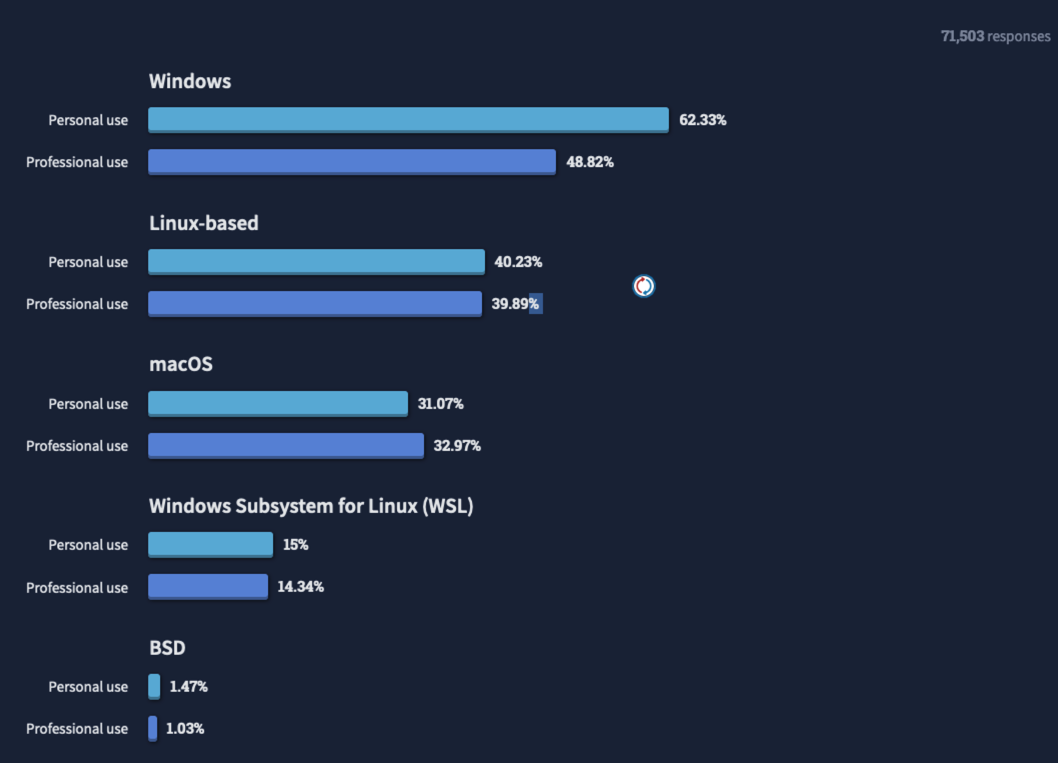 71,503 responses
Windows
Personal use 62.33%
Professional use 48.82%
Linux-based
Personal use 40.23%
Professional use 39.89%
macOS
Personal use 31.07%
Professional use 32.97%
Windows Subsystem for Linux (WSL)
Personal use 15%
Professional use 14.34%
BSD
Personal use 1.47%
Professional use 1.03%